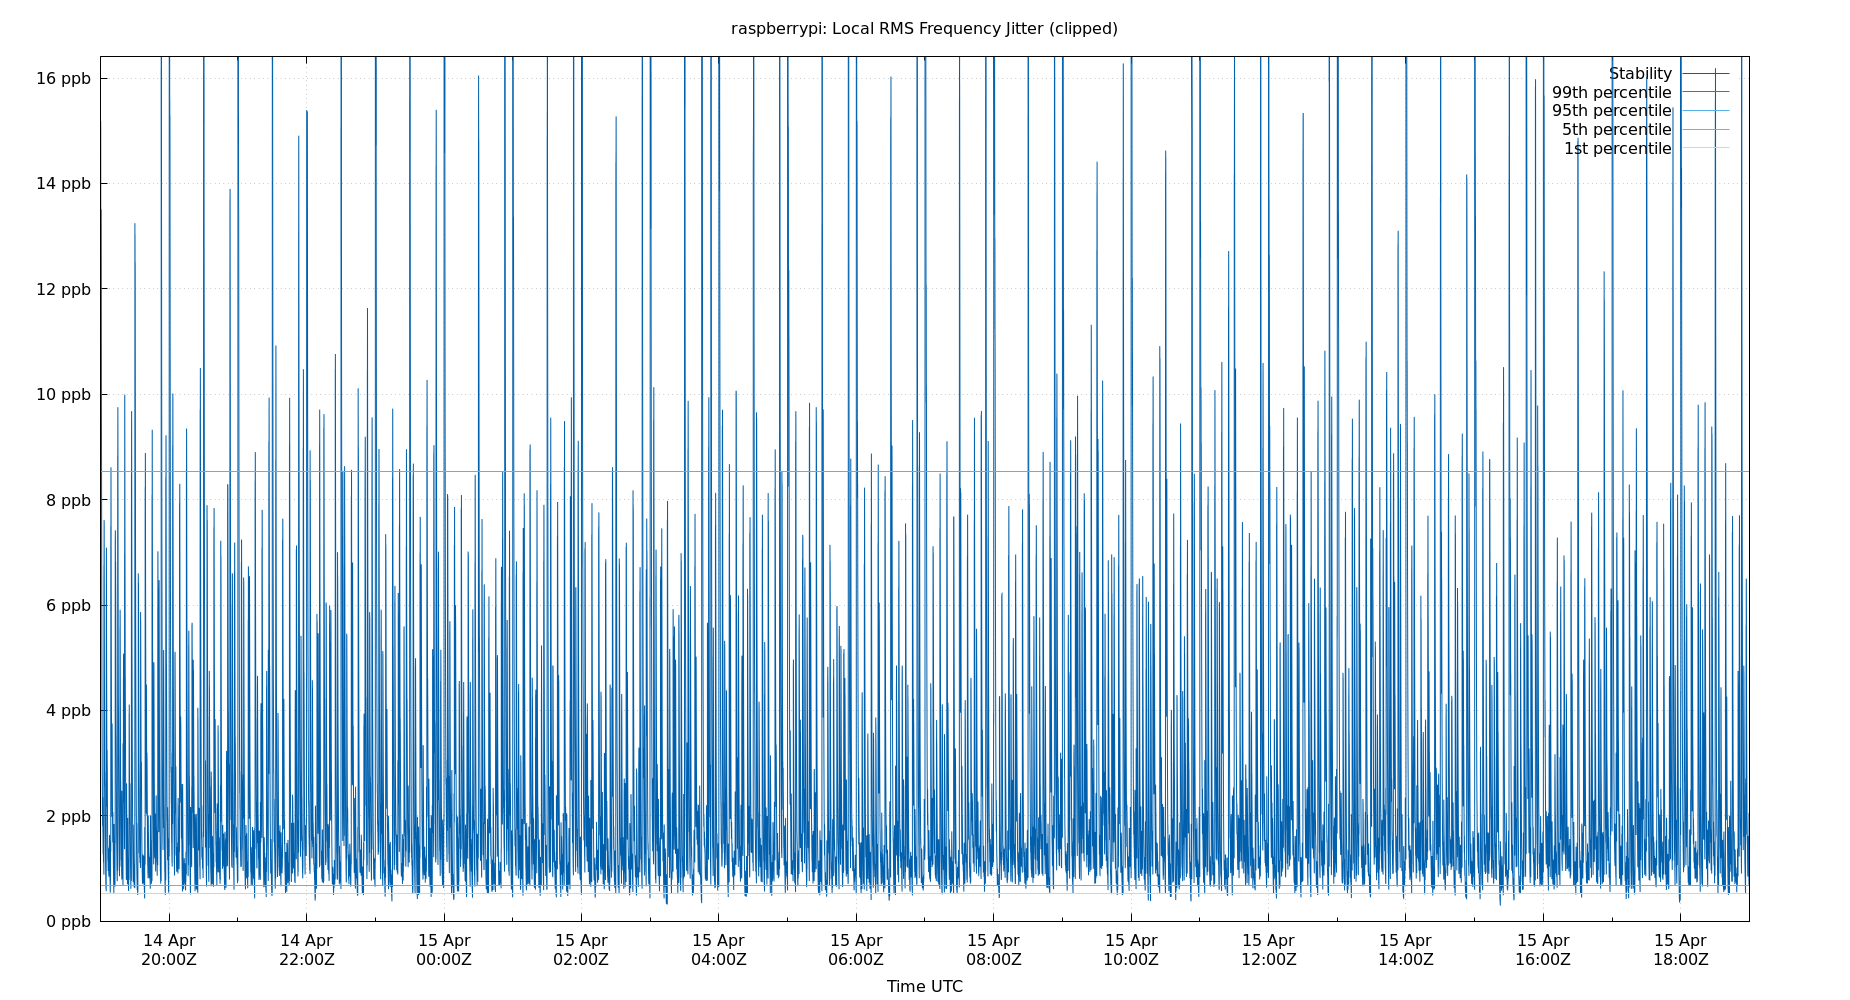 raspberrypi: Local RMS Frequency Jitter (clipped)
16 ppb
14 ppb
12 ppb
10 ppb
8 ppb
6 ppb
4 ppb
2 ppb
0 ppb
Stability
99th percentile
95th percentile
5th percentile
1st percentile
14 Apr 14 Apr 15 Apr 15 Apr 15 Apr 15 Apr 15 Apr 15 Apr 15 Apr 15 Apr 15 Apr 15 Apr
20:00Z 22:00Z 00:00Z 02:00Z 04:00Z 06:00Z 08:00Z 10:00Z 12:00Z 14:00Z 16:00Z 18:00Z
Time UTC